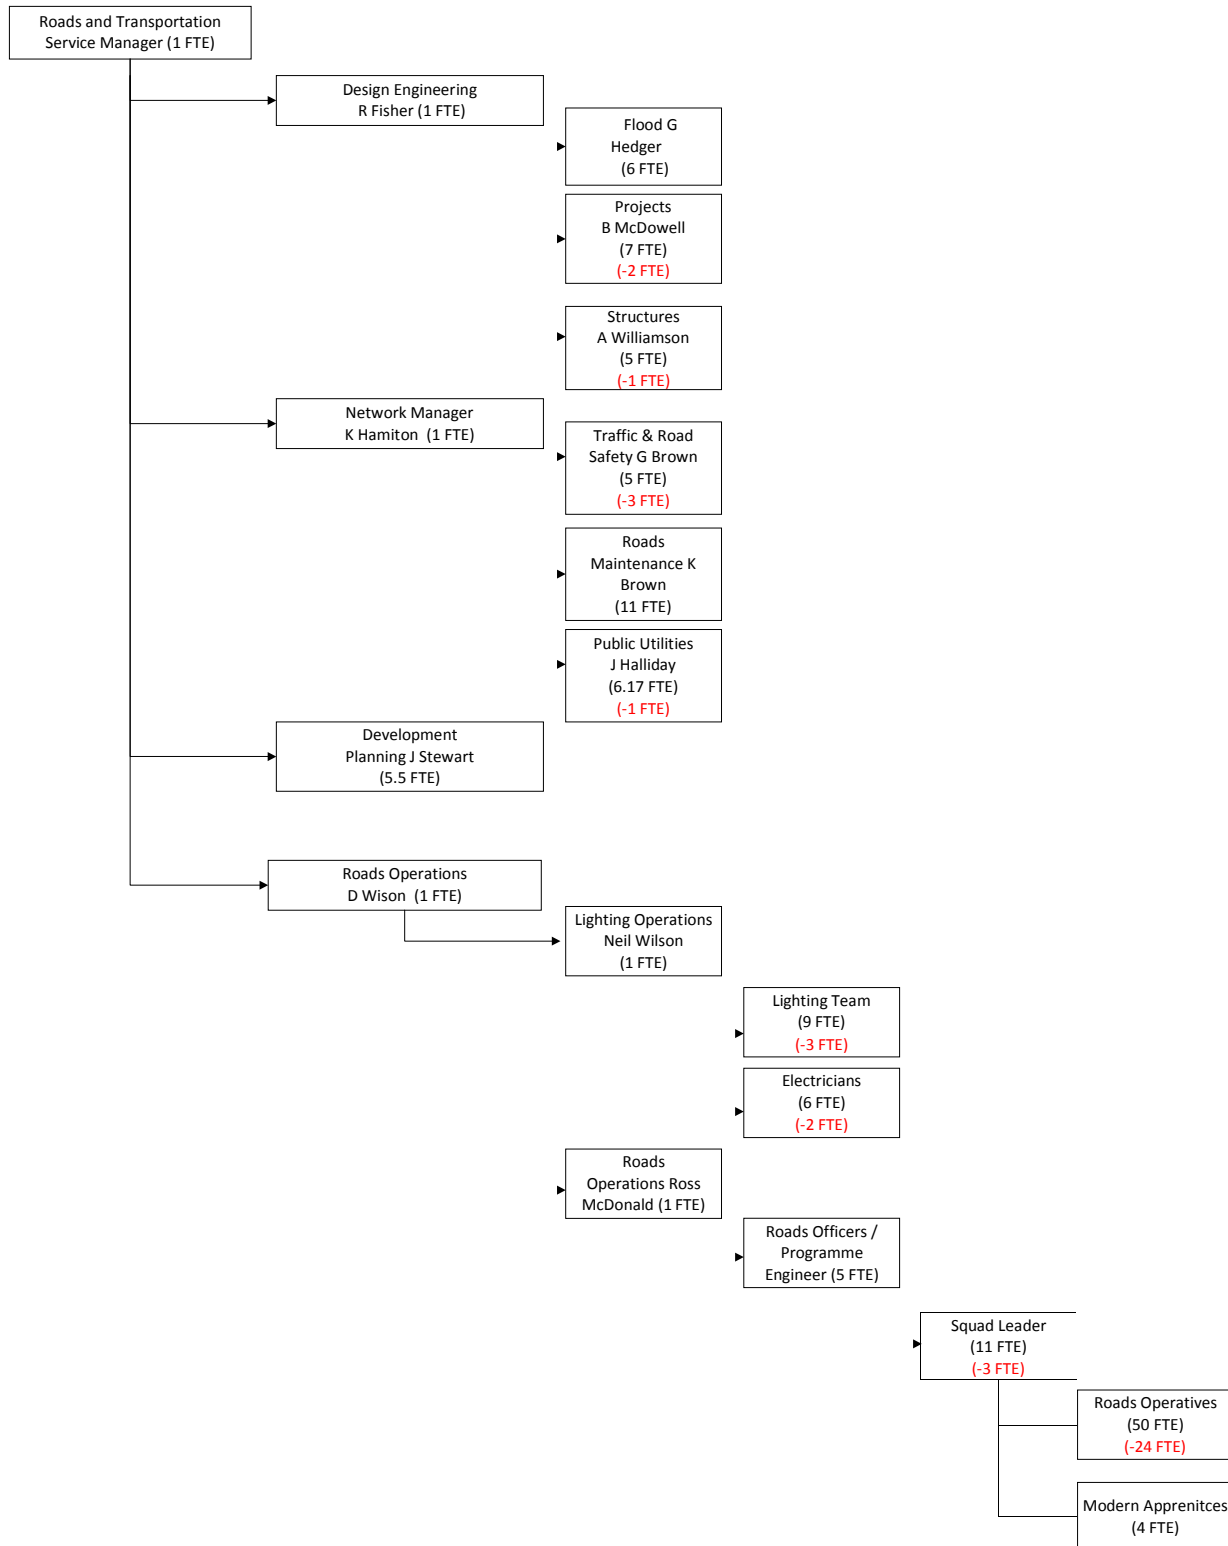 Roads and Transportation
Service Manager (1 FTE)
Design Engineering
R Fisher (1 FTE)
Flood G
Hedger
(6 FTE)
Projects
B McDowell
(7 FTE)
(-2 FTE)
Structures
A Williamson
(5 FTE)
(-1 FTE)
Network Manager
K Hamiton (1 FTE)
Traffic & Road
Safety G Brown
(5 FTE)
(-3 FTE)
Roads
Maintenance K
Brown
(11 FTE)
Public Utilities
J Halliday
(6.17 FTE)
(-1 FTE)
Development
Planning J Stewart
(5.5 FTE)
Roads Operations
D Wison (1 FTE)
Lighting Operations
Neil Wilson
(1 FTE)
Lighting Team
(9 FTE)
(-3 FTE)
Electricians
(6 FTE)
(-2 FTE)
Roads
Operations Ross
McDonald (1 FTE)
Roads Officers /
Programme
Engineer (5 FTE)
Squad Leader
(11 FTE)
(-3 FTE)
Roads Operatives
(50 FTE)
(-24 FTE)
Modern Apprenitces
(4 FTE)